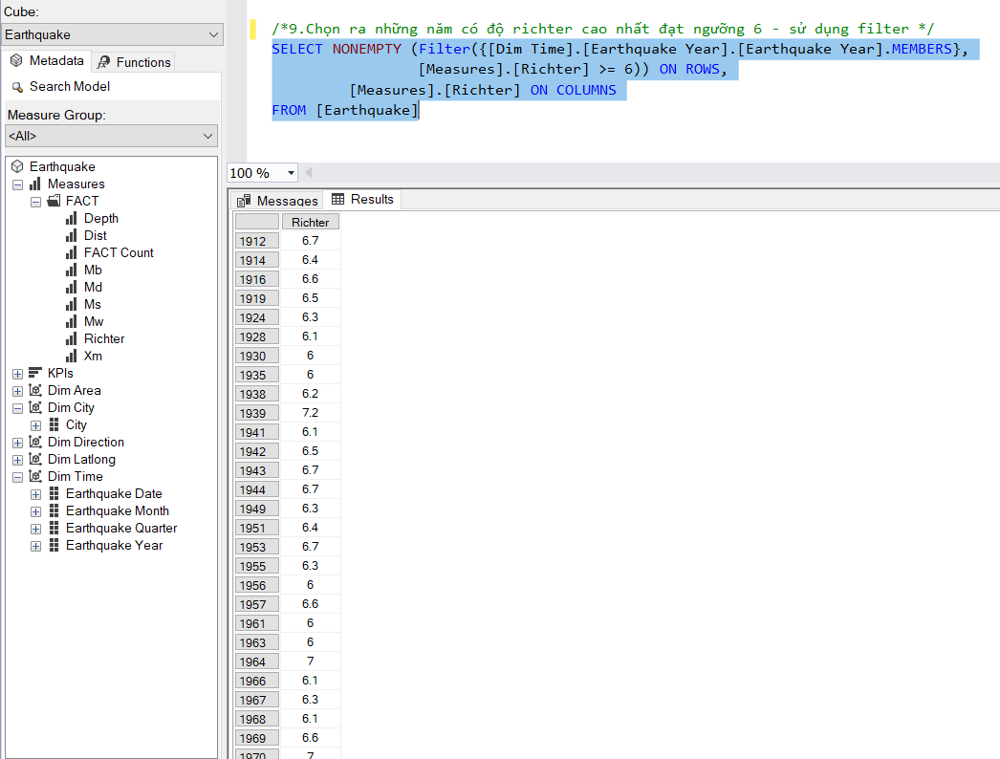 Cube:
Earthquake
Metadata
Functions
Search Model
Measure Group:
<All>
Earthquake
Measures
FACT
Depth
Dist
FACT Count
Mb
Md
Ms
Mw
Richter
Xm
KPIs
Dim Area
Dim City
City
Dim Direction
Dim Latlong
Dim Time
Earthquake Date
Earthquake Month
Earthquake Quarter
Earthquake Year
/*9.Chọn ra những năm có độ richter cao nhất đạt ngưỡng 6 - sử dụng filter */
SELECT NONEMPTY (Filter({[Dim Time].[Earthquake Year].[Earthquake Year].MEMBERS},
[Measures].[Richter] >= 6)) ON ROWS,
[Measures].[Richter] ON COLUMNS
FROM [Earthquake]
100 %
Messages
Results
Richter
1912 6.7
1914 6.4
1916 6.6
1919 6.5
1924 6.3
1928 6.1
1930 6
1935 6
1938 6.2
1939 7.2
1941 6.1
1942 6.5
1943 6.7
1944 6.7
1949 6.3
1951 6.4
1953 6.7
1955 6.3
1956 6
1957 6.6
1961 6
1963 6
1964 7
1966 6.1
1967 6.3
1968 6.1
1969 6.6
1970 7